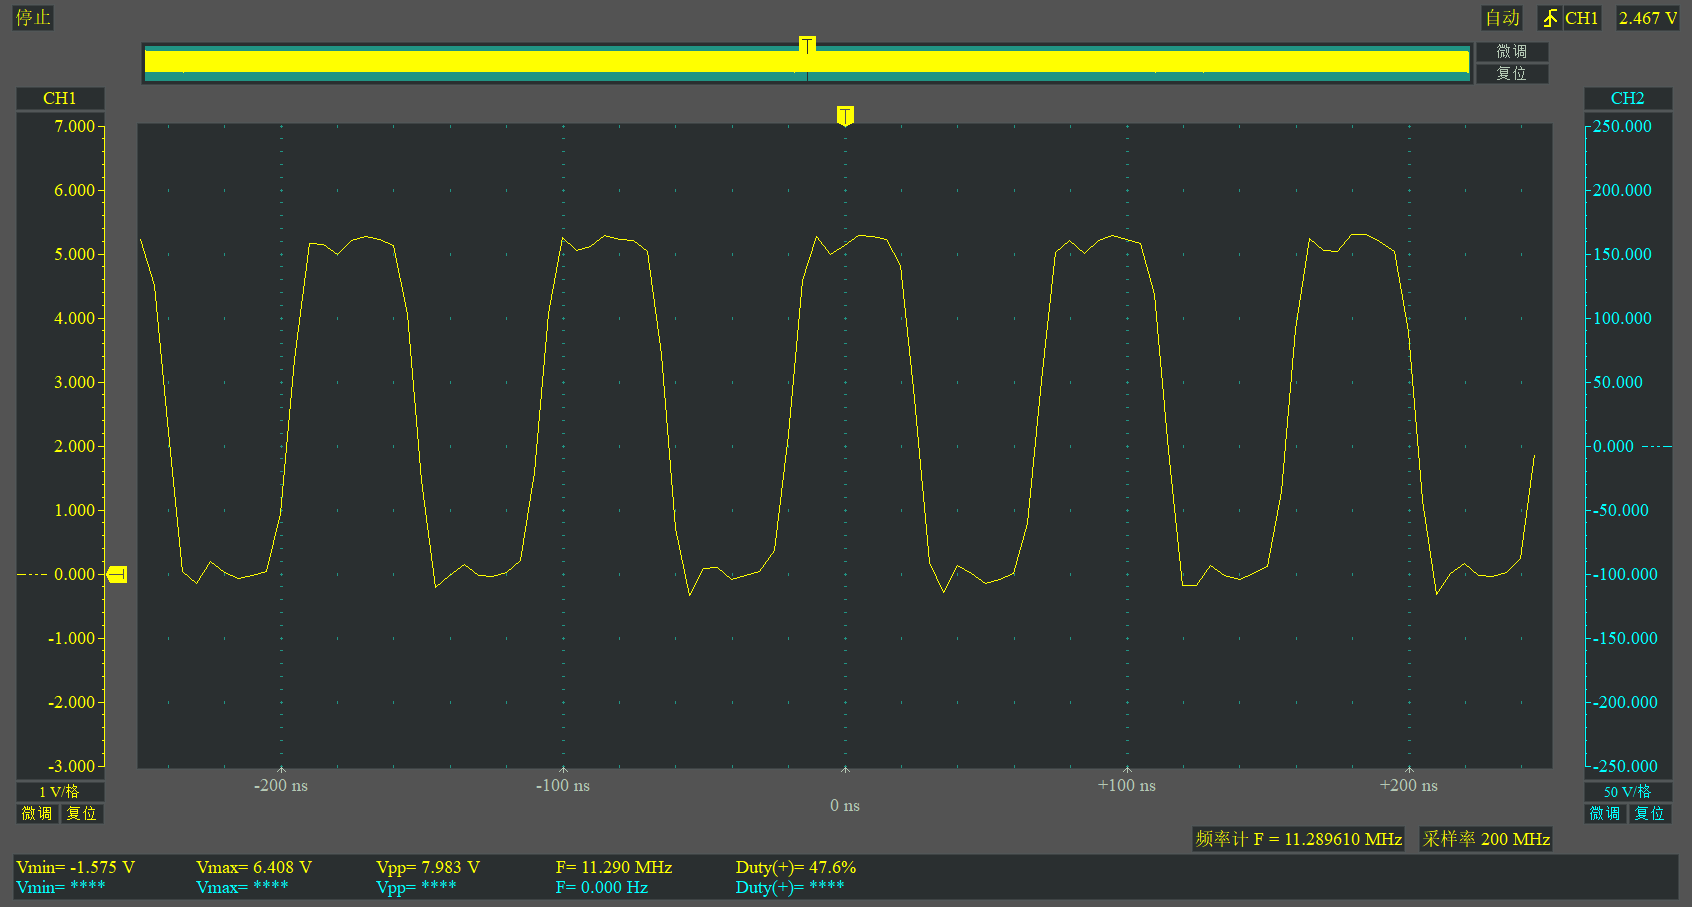 停止
自动 CH1 2.467 V
T
微调
复位
CH1
CH2
T
7.000
6.000
5.000
4.000
3.000
2.000
1.000
0.000
-1.000
-2.000
-3.000
250.000
200.000
150.000
100.000
50.000
0.000
-50.000
-100.000
-150.000
-200.000
-250.000
-200 ns
-100 ns
0 ns
+100 ns
+200 ns
1 V/格
微调 复位
50 V/格
微调 复位
频率计 F = 11.289610 MHz 采样率 200 MHz
Vmin= -1.575 V Vmax= 6.408 V Vpp= 7.983 V F= 11.290 MHz Duty(+)= 47.6%
Vmin= **** Vmax= **** Vpp= **** F= 0.000 Hz Duty(+)= ****